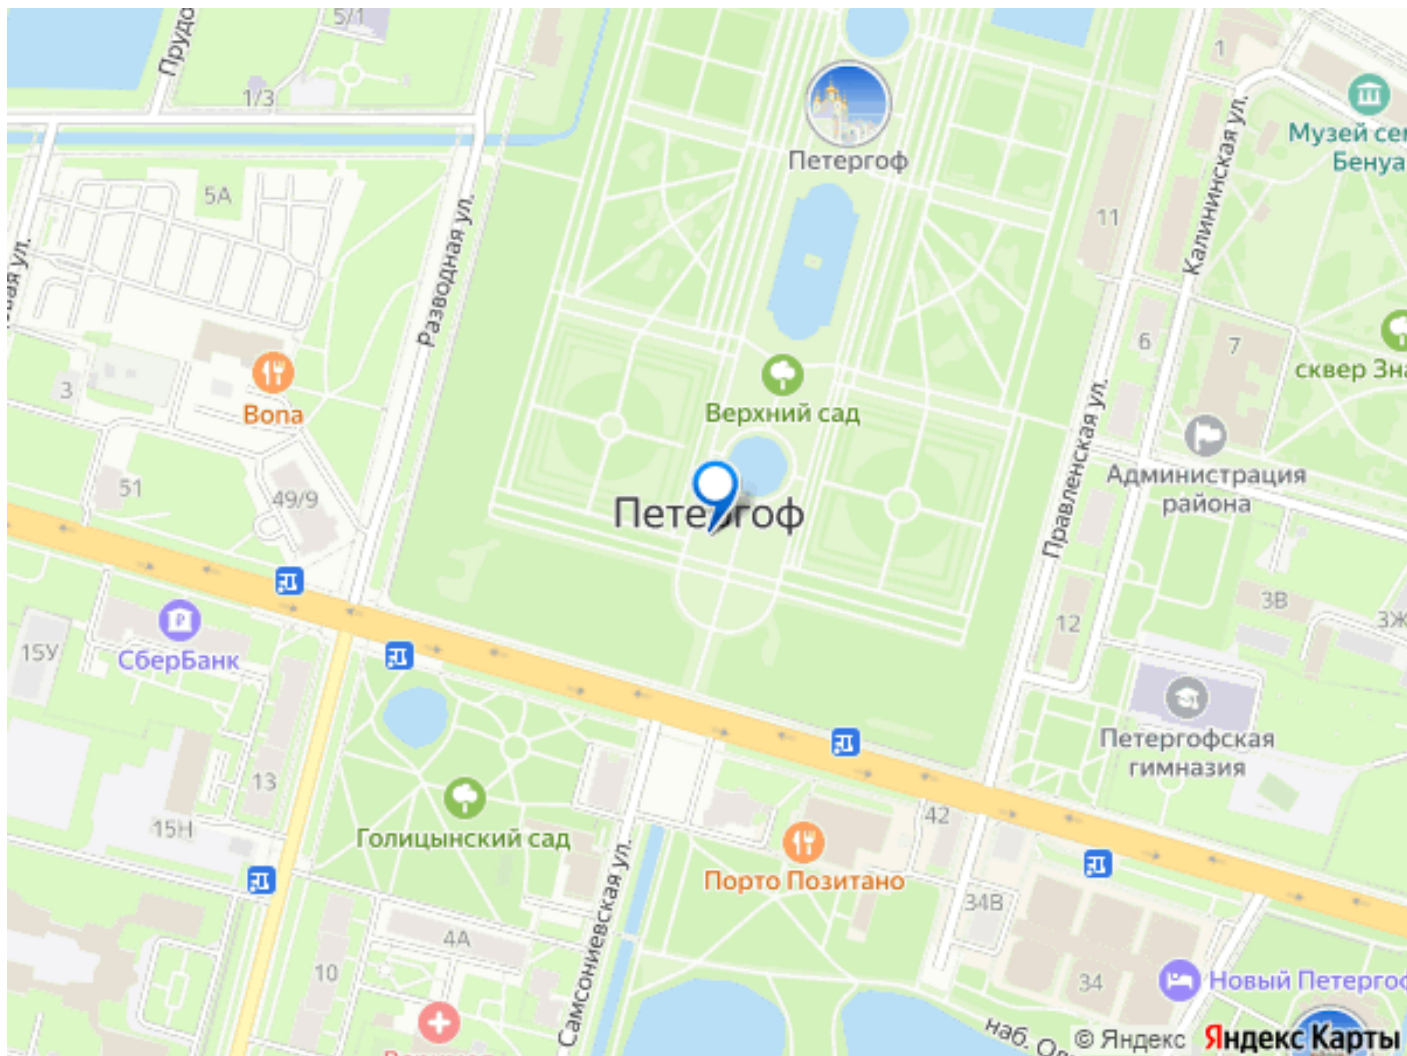 5/1
1
1/3
Прудо
Петергоф
Музей сем
Бенуа
5А
Разводная ул.
11
Калининская ул.
6
7
3
Вопа
Верхний сад
сквер Зна
Администрация
района
Правленская ул.
51
49/9
Петергоф
3В
3Ж
12
15У
СберБанк
Петергофская
гимназия
13
15Н
Голицынский сад
42
Порто Позитано
34В
Самсониевская ул.
4А
10
34
Новый Петергоф
наб. Оль
© Яндекс Яндекс Карты